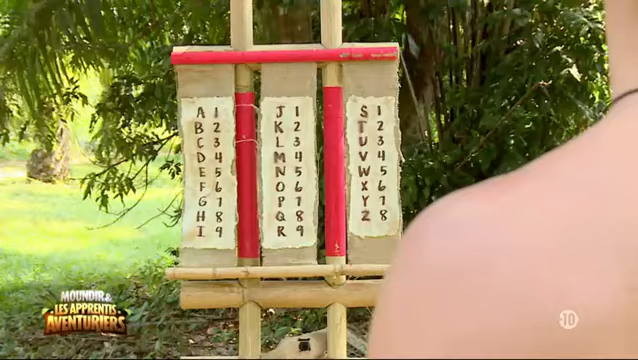 A 1
B 2
C 3
D 4
E 5
F 6
G 7
H 8
I 9
J 1
K 2
L 3
M 4
N 5
O 6
P 7
Q 8
R 9
S 1
T 2
U 3
V 4
W 5
X 6
Y 7
Z 8
MOUNDIR &
LES APPRENTIS
AVENTURIERS
-10